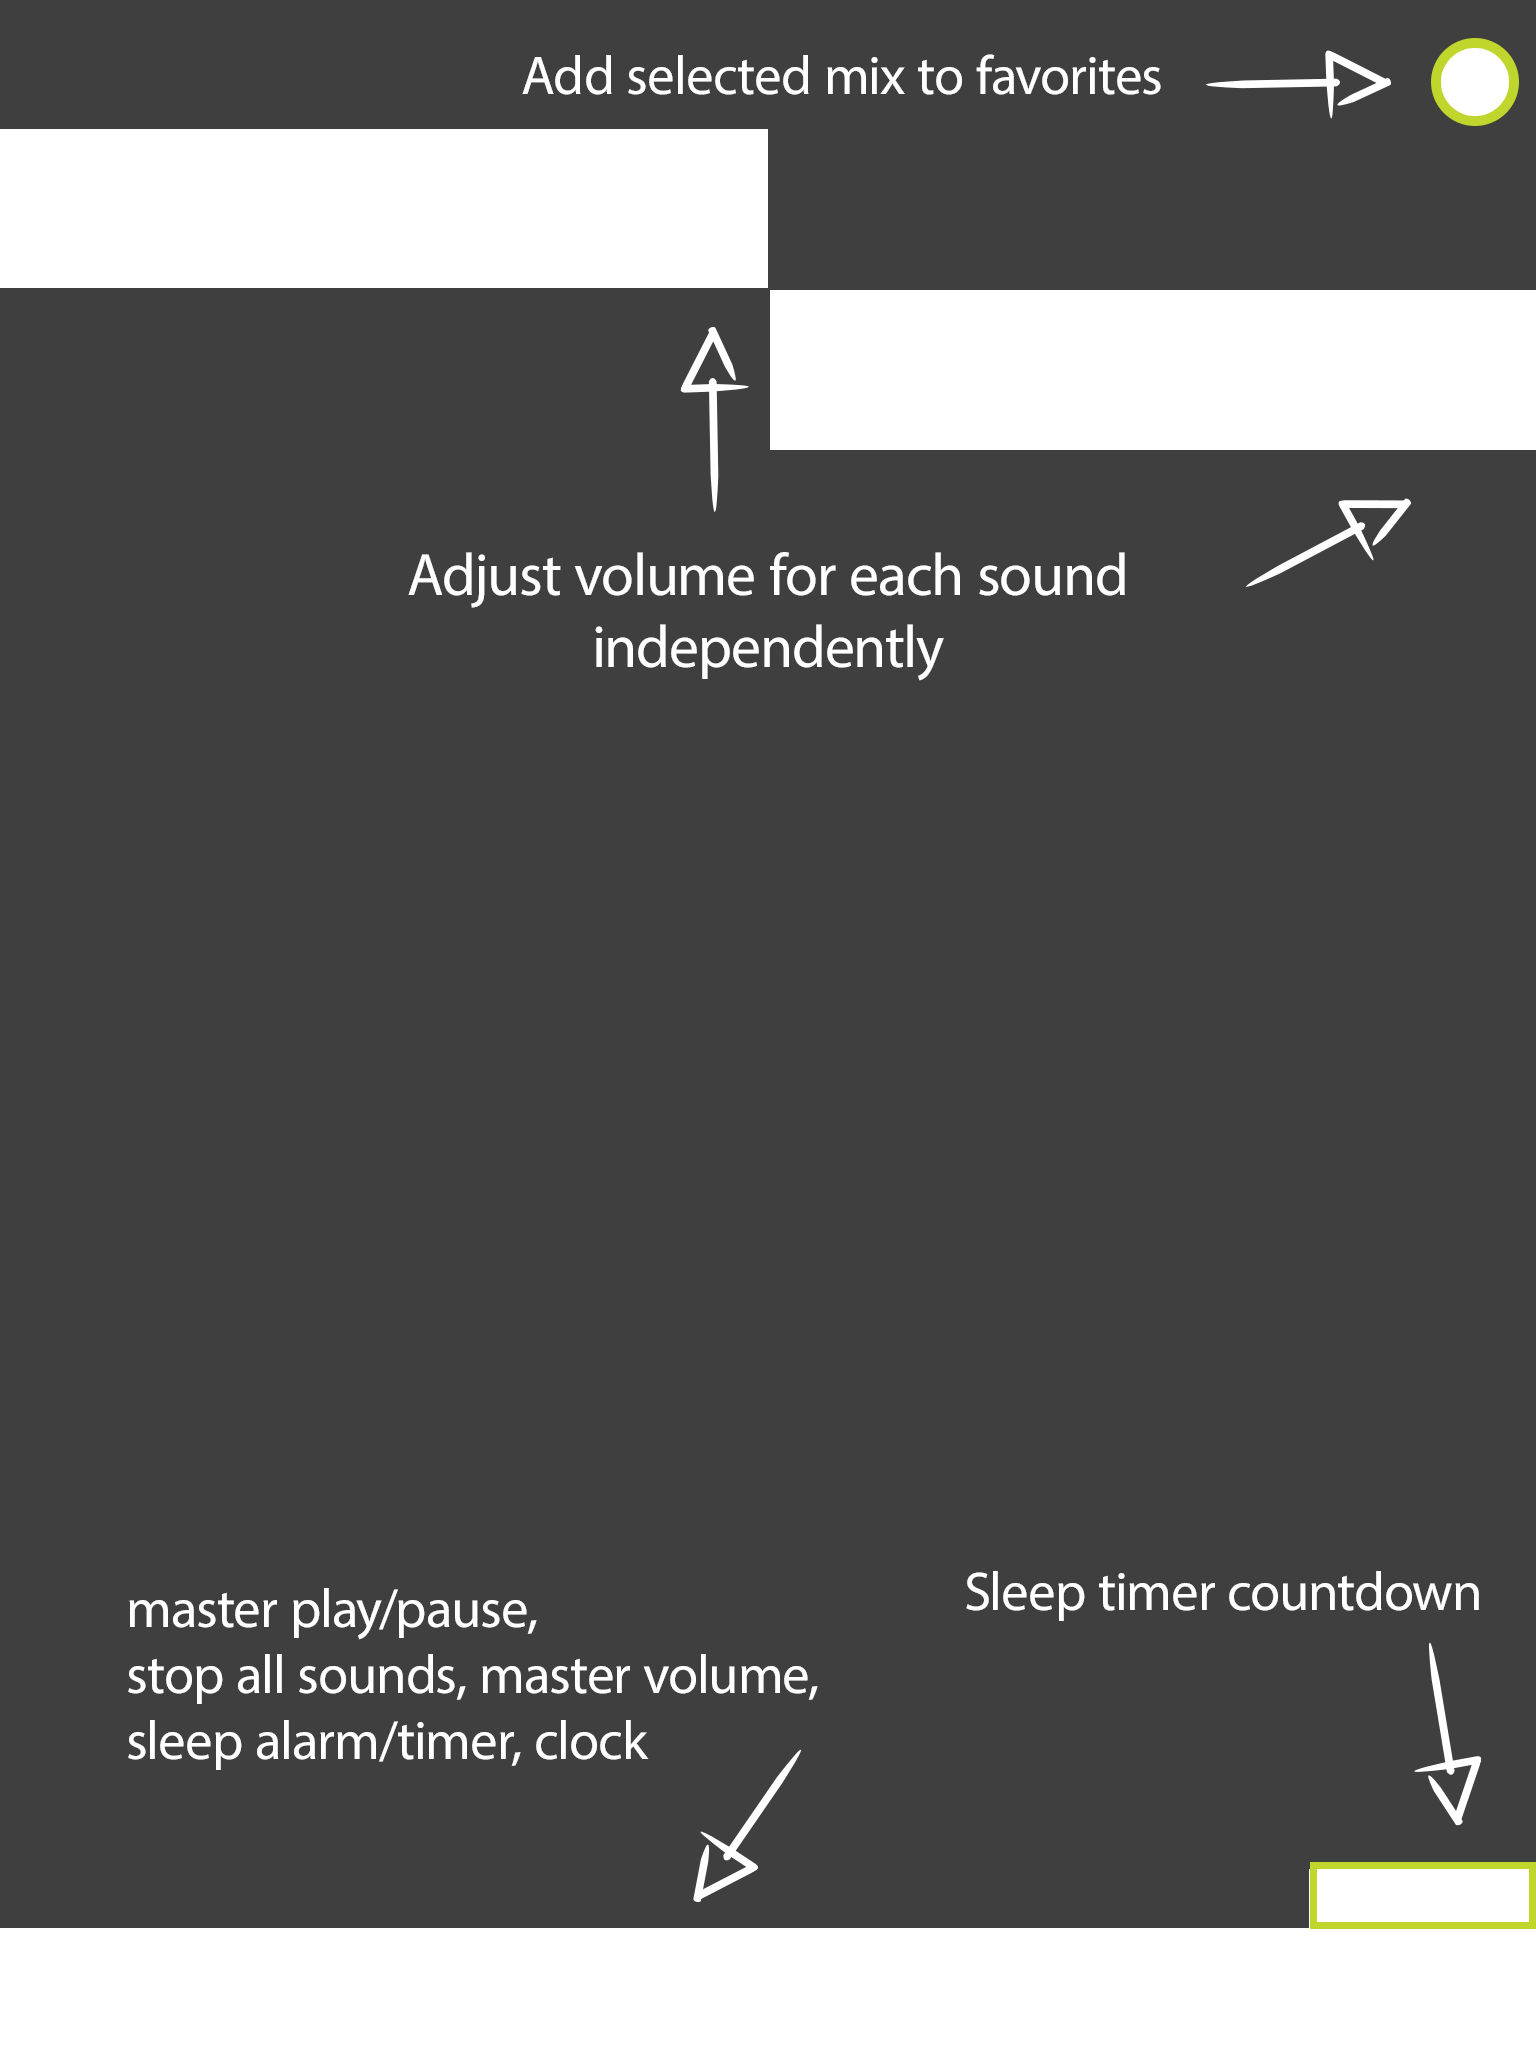 Add selected mix to favorites
Adjust volume for each sound
independently
master play/pause,
stop all sounds, master volume,
sleep alarm/timer, clock
Sleep timer countdown